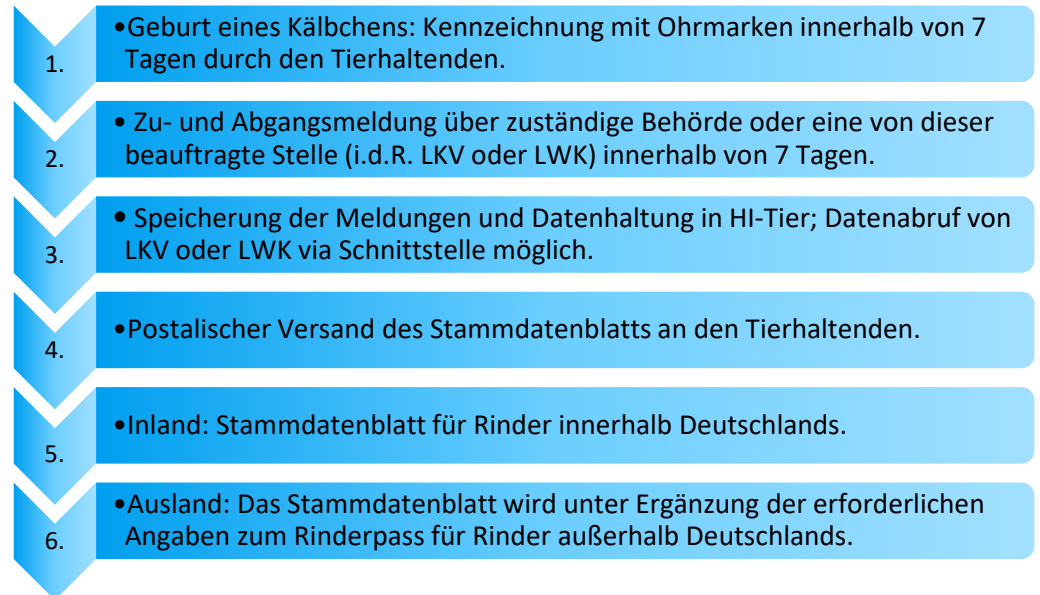 •Geburt eines Kälbchens: Kennzeichnung mit Ohrmarken innerhalb von 7
1. Tagen durch den Tierhaltenden.
• Zu- und Abgangsmeldung über zuständige Behörde oder eine von dieser
2. beauftragte Stelle (i.d.R. LKV oder LWK) innerhalb von 7 Tagen.
• Speicherung der Meldungen und Datenhaltung in HI-Tier; Datenabruf von
3. LKV oder LWK via Schnittstelle möglich.
4. •Postalischer Versand des Stammdatenblatts an den Tierhaltenden.
5. •Inland: Stammdatenblatt für Rinder innerhalb Deutschlands.
•Ausland: Das Stammdatenblatt wird unter Ergänzung der erforderlichen
6. Angaben zum Rinderpass für Rinder außerhalb Deutschlands.